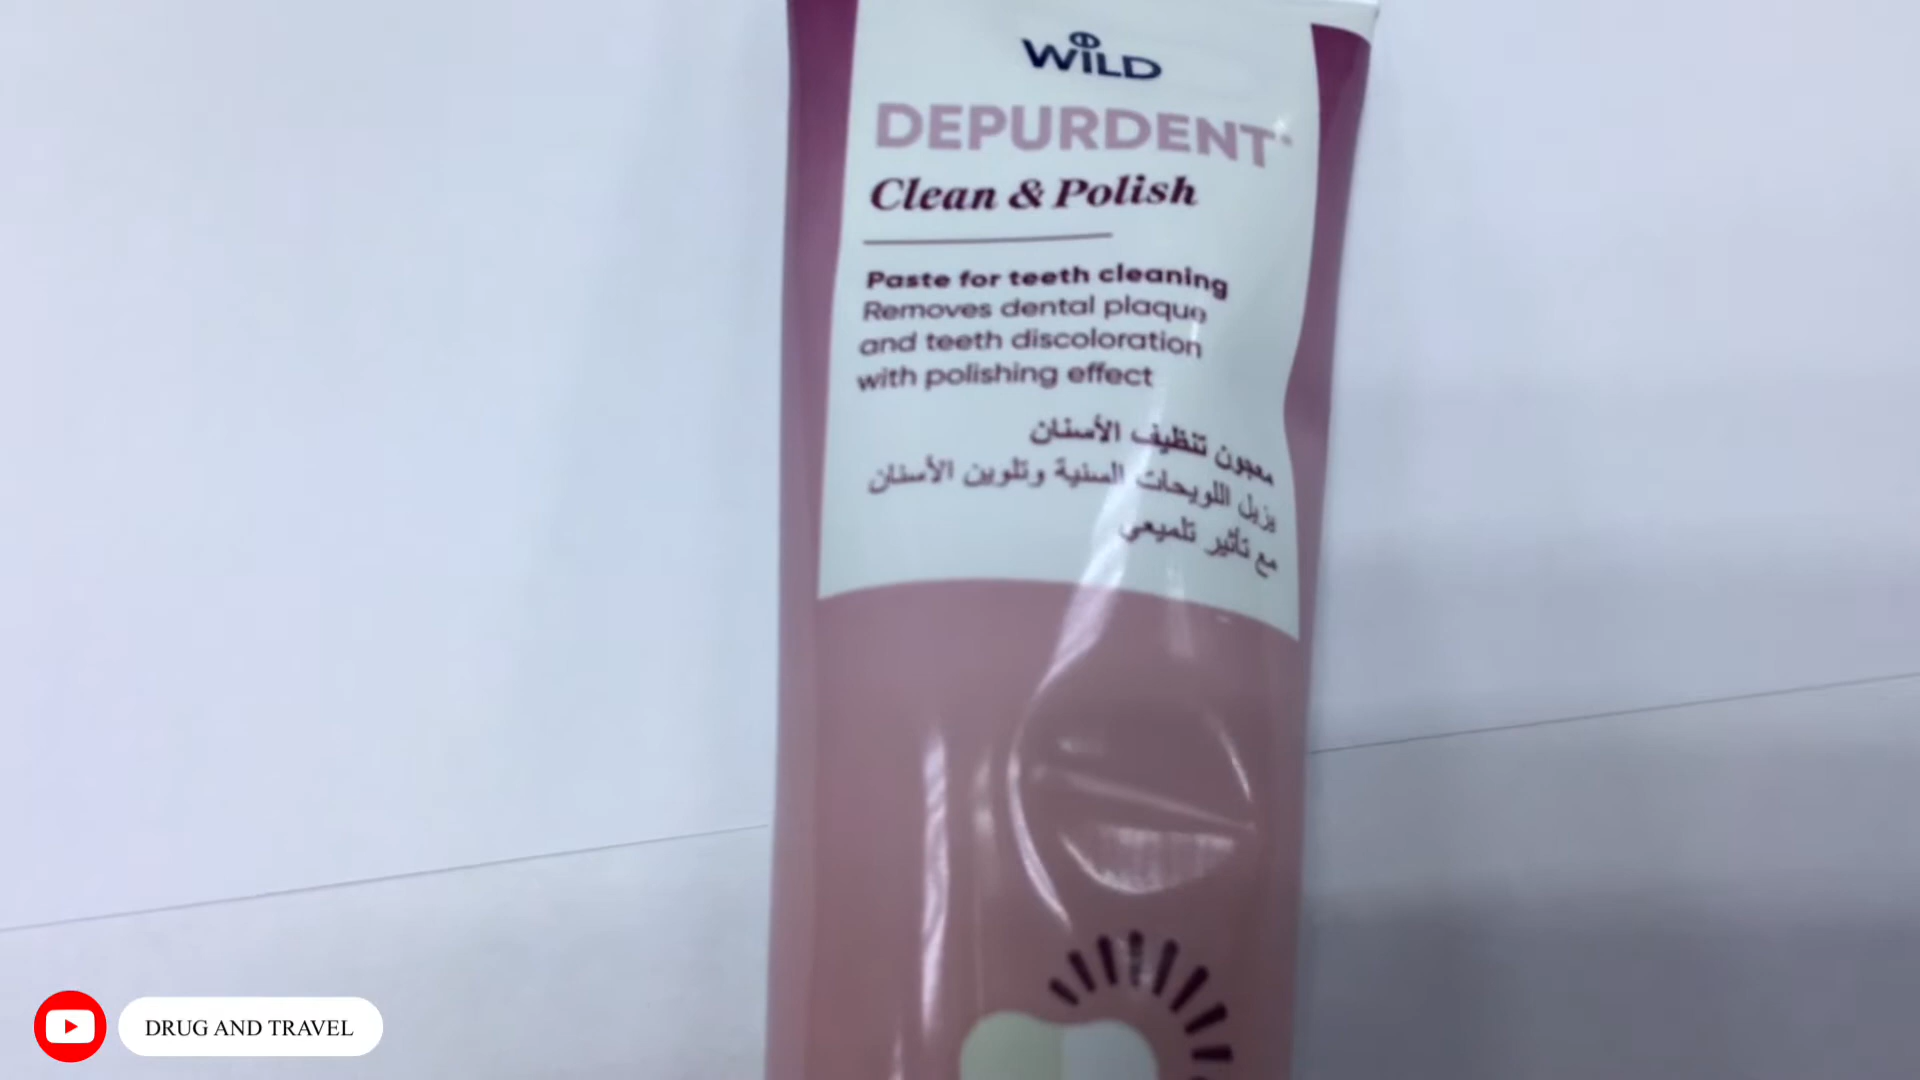 WiLD
DEPURDENT®
Clean & Polish
Paste for teeth cleaning
Removes dental plaque
and teeth discoloration
with polishing effect
معجون تنظيف الأسنان
يزيل اللويحات السنية وتلوين الأسنان
مع تأثير تلميعي
DRUG AND TRAVEL